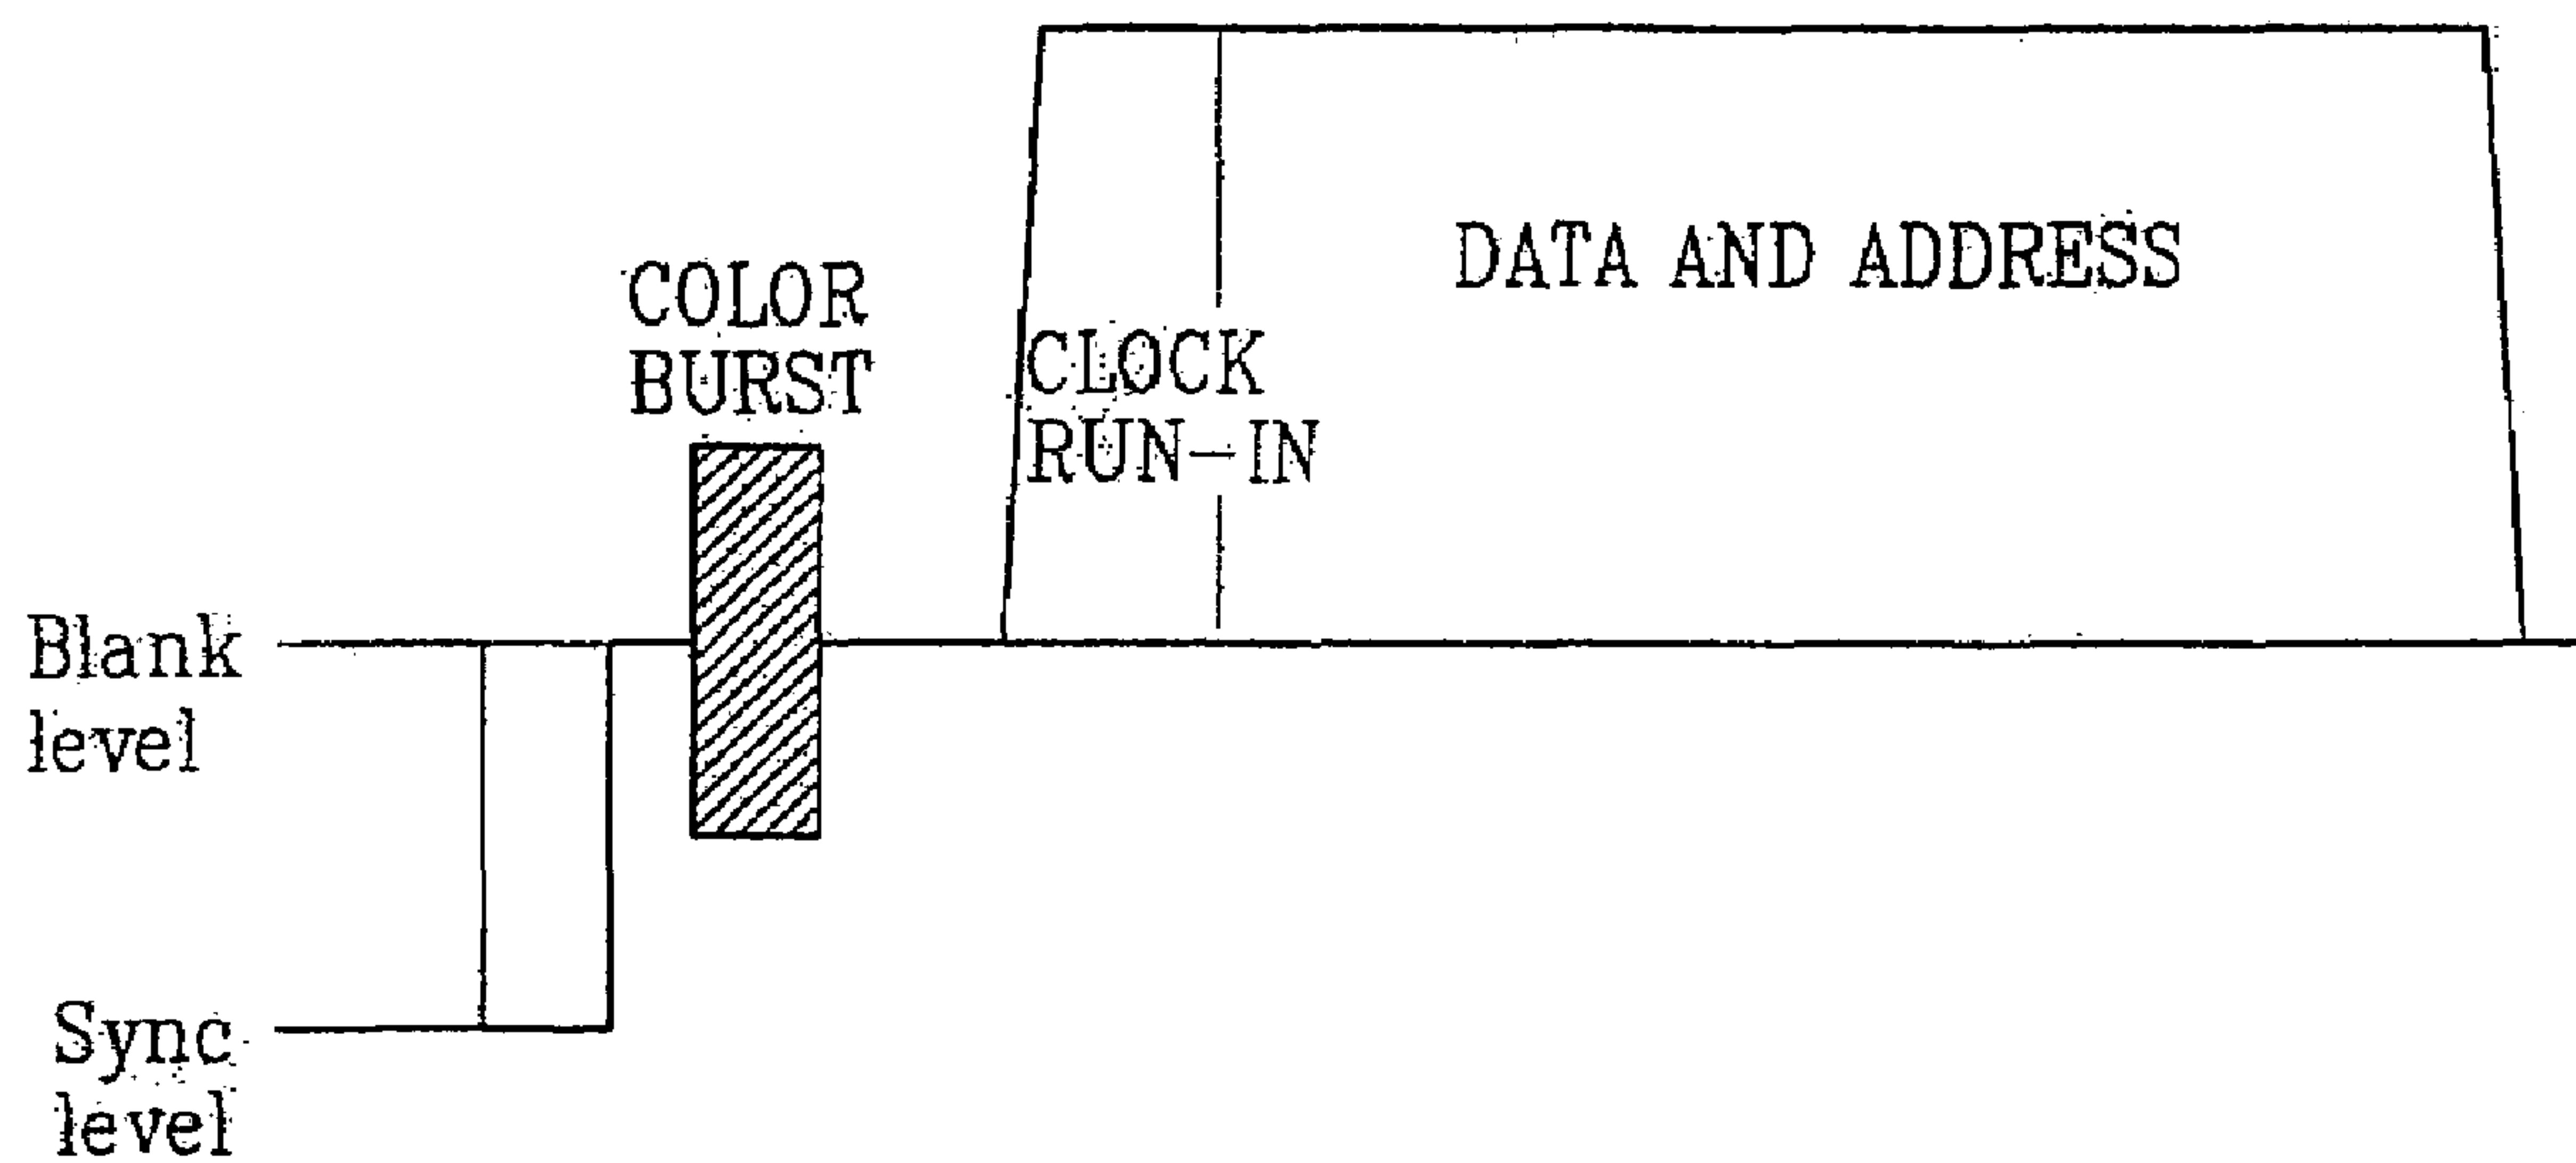 COLOR
BURST
CLOCK
RUN-IN
DATA AND ADDRESS
Blank
level
Sync
level